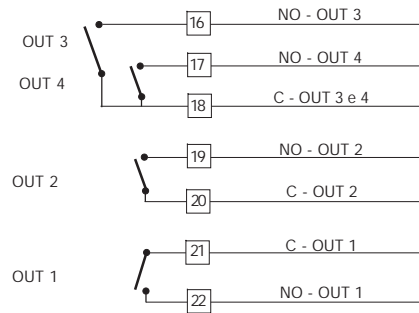 16 NO - OUT 3
OUT 3
17 NO - OUT 4
OUT 4
18 C - OUT 3 e 4
19 NO - OUT 2
OUT 2
20 C - OUT 2
21 C - OUT 1
OUT 1
22 NO - OUT 1